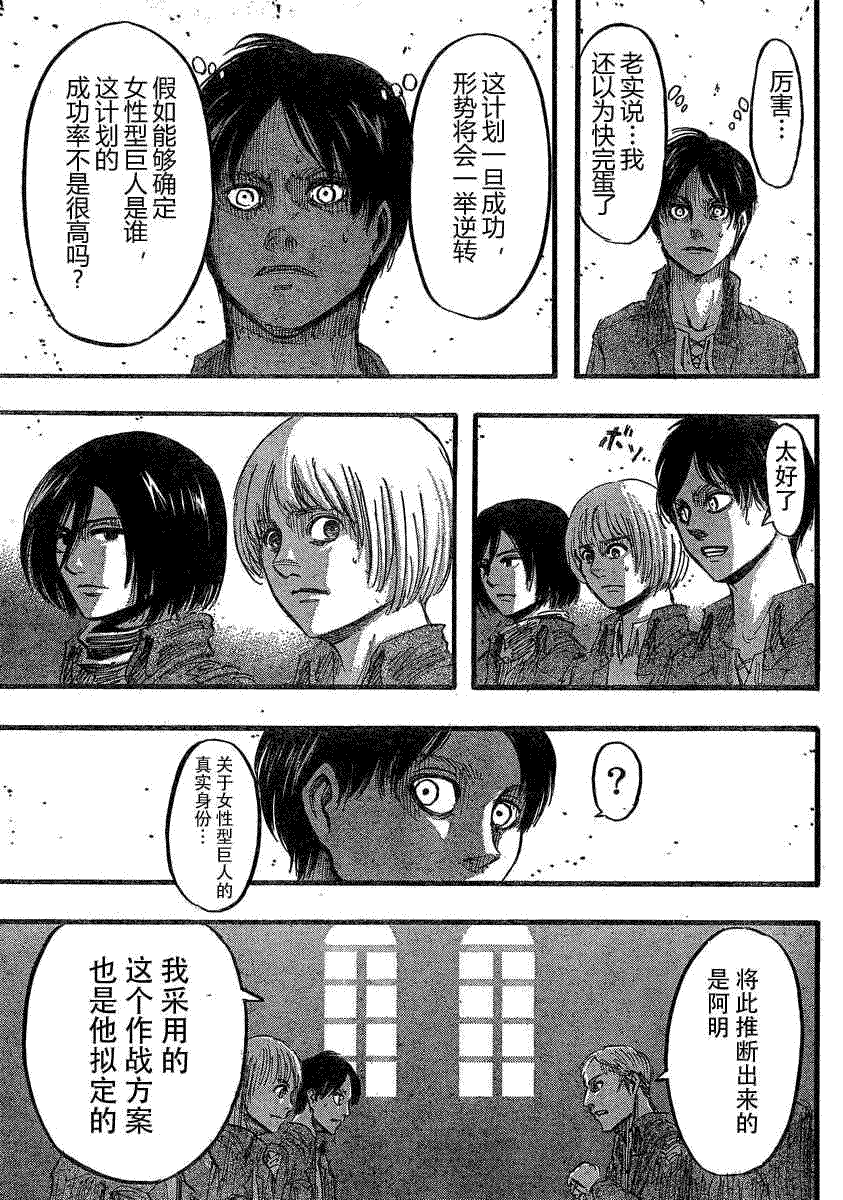 厉害…
老实说…我
还以为快完蛋了
这计划一旦成功，
形势将会一举逆转
假如能够确定
女性型巨人是谁，
这计划的
成功率不是很高吗？
太好了
ボソッ
？
关于女性型巨人的
真实身份…
将此推断出来的
是阿明
我采用的
这个作战方案
也是他拟定的